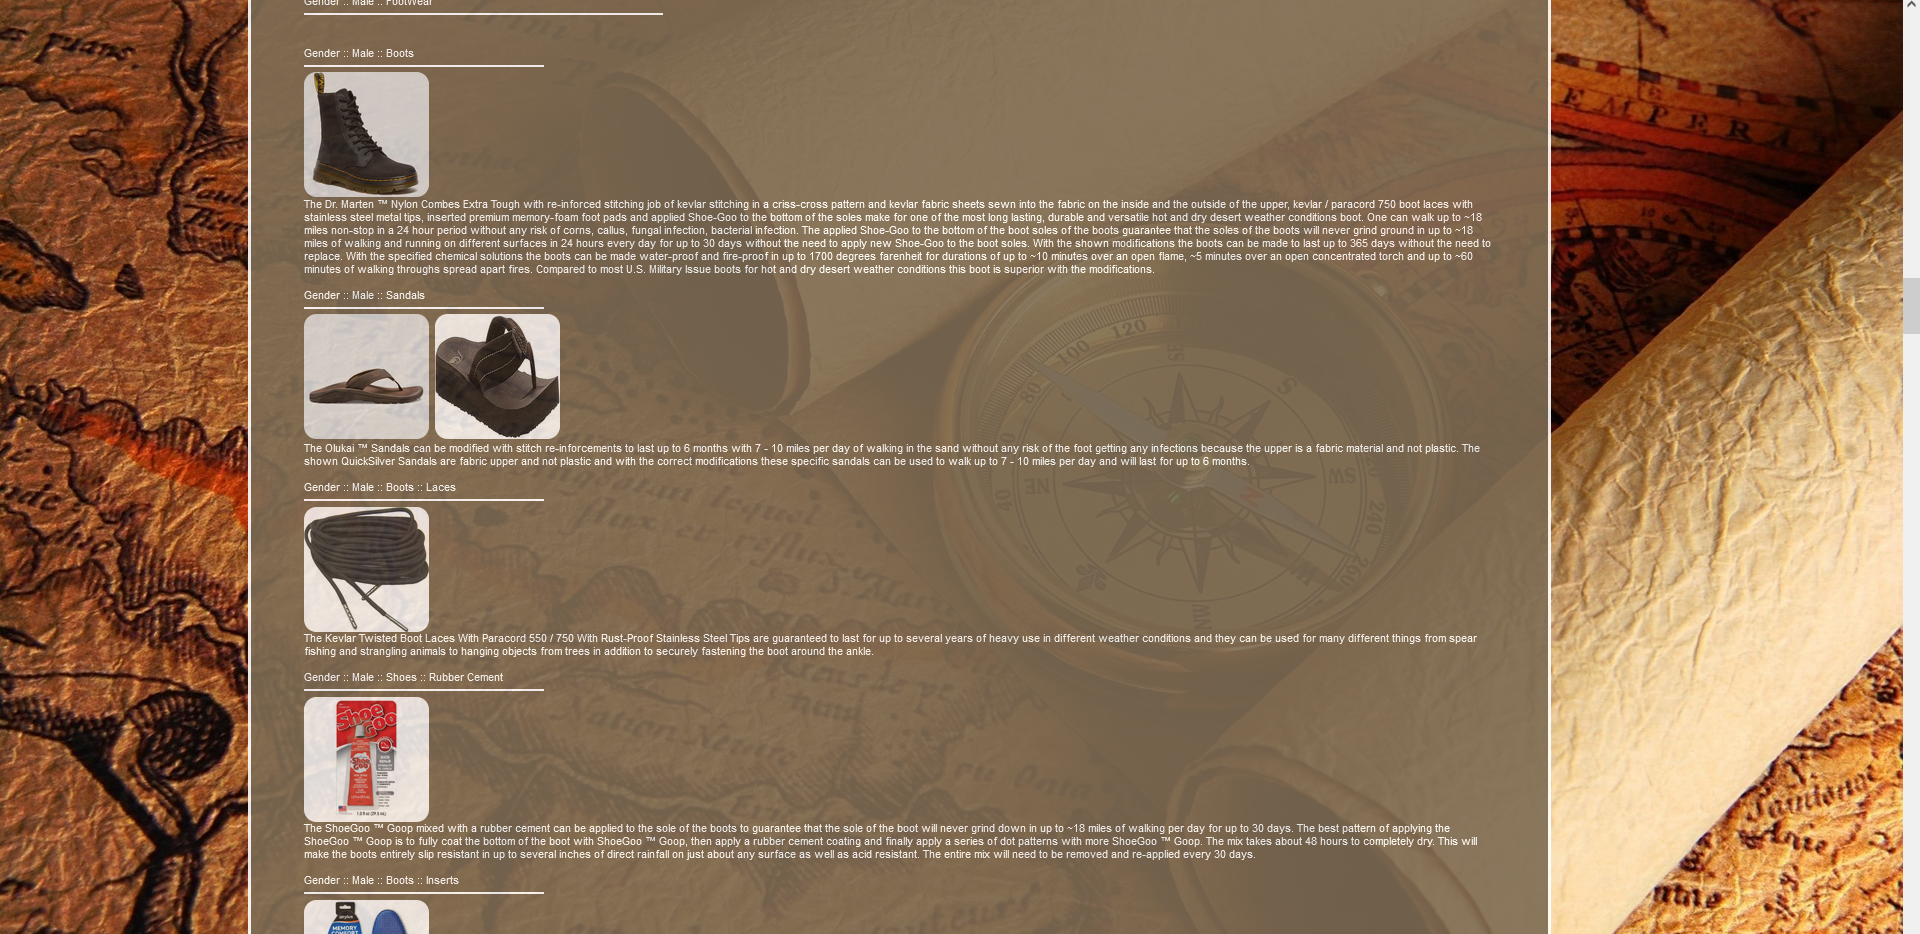 Gender :: Male :: FootWear
Gender :: Male :: Boots
The Dr. Marten ™ Nylon Combes Extra Tough with re-inforced stitching job of kevlar stitching in a criss-cross pattern and kevlar fabric sheets sewn into the fabric on the inside and the outside of the upper, kevlar / paracord 750 boot laces with
stainless steel metal tips, inserted premium memory-foam foot pads and applied Shoe-Goo to the bottom of the soles make for one of the most long lasting, durable and versatile hot and dry desert weather conditions boot. One can walk up to ~18
miles non-stop in a 24 hour period without any risk of corns, callus, fungal infection, bacterial infection. The applied Shoe-Goo to the bottom of the boot soles of the boots guarantee that the soles of the boots will never grind ground in up to ~18
miles of walking and running on different surfaces in 24 hours every day for up to 30 days without the need to apply new Shoe-Goo to the boot soles. With the shown modifications the boots can be made to last up to 365 days without the need to
replace. With the specified chemical solutions the boots can be made water-proof and fire-proof in up to 1700 degrees farenheit for durations of up to ~10 minutes over an open flame, ~5 minutes over an open concentrated torch and up to ~60
minutes of walking throughs spread apart fires. Compared to most U.S. Military Issue boots for hot and dry desert weather conditions this boot is superior with the modifications.
Gender :: Male :: Sandals
The Olukai ™ Sandals can be modified with stitch re-inforcements to last up to 6 months with 7 - 10 miles per day of walking in the sand without any risk of the foot getting any infections because the upper is a fabric material and not plastic. The
shown QuickSilver Sandals are fabric upper and not plastic and with the correct modifications these specific sandals can be used to walk up to 7 - 10 miles per day and will last for up to 6 months.
Gender :: Male :: Boots :: Laces
The Kevlar Twisted Boot Laces With Paracord 550 / 750 With Rust-Proof Stainless Steel Tips are guaranteed to last for up to several years of heavy use in different weather conditions and they can be used for many different things from spear
fishing and strangling animals to hanging objects from trees in addition to securely fastening the boot around the ankle.
Gender :: Male :: Shoes :: Rubber Cement
Shoe
Goo
The ShoeGoo ™ Goop mixed with a rubber cement can be applied to the sole of the boots to guarantee that the sole of the boot will never grind down in up to ~18 miles of walking per day for up to 30 days. The best pattern of applying the
ShoeGoo ™ Goop is to fully coat the bottom of the boot with ShoeGoo ™ Goop, then apply a rubber cement coating and finally apply a series of dot patterns with more ShoeGoo ™ Goop. The mix takes about 48 hours to completely dry. This will
make the boots entirely slip resistant in up to several inches of direct rainfall on just about any surface as well as acid resistant. The entire mix will need to be removed and re-applied every 30 days.
Gender :: Male :: Boots :: Inserts
MEMORY
COMFORT
TEMPERA
80
100
120
SE
S
SW
240
260
NW
NE
40